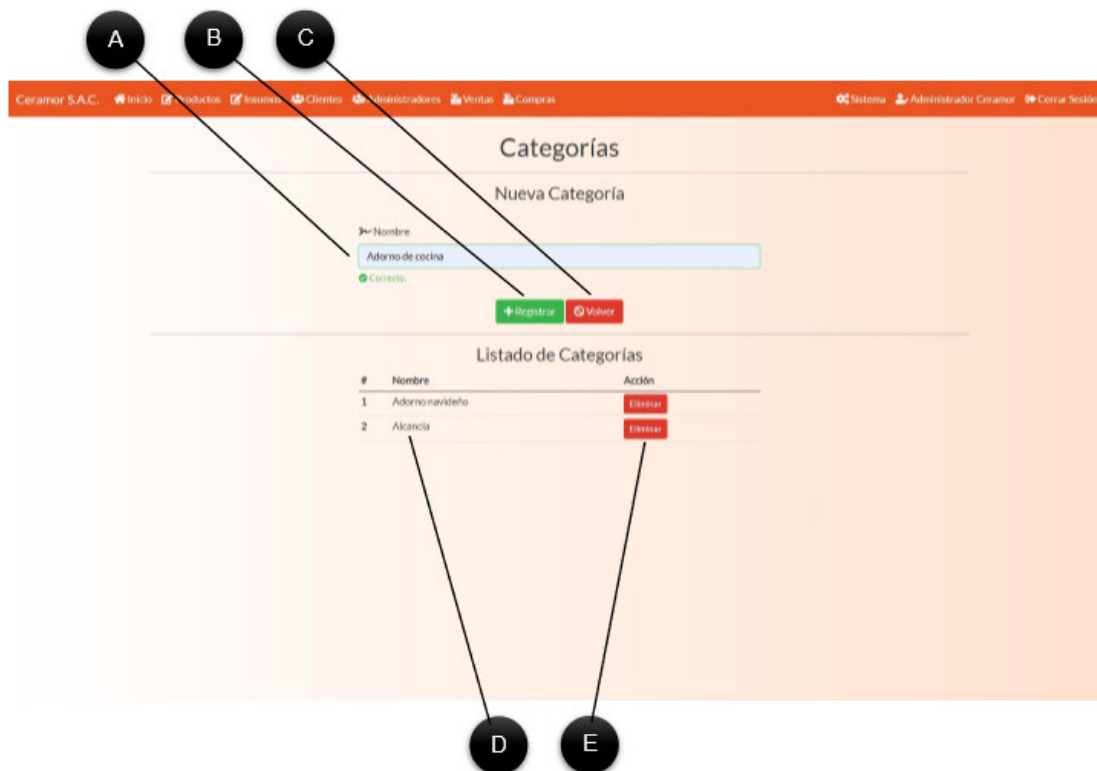 A B C
Ceramor S.A.C. Inicio Productos Insumos Clientes Administradores Ventas Compras Sistema Administrador Ceramor Cerrar Sesión
Categorías
Nueva Categoría
Nombre
Adorno de cocina
Correcto.
Registrar Volver
Listado de Categorías
# Nombre Acción
1 Adorno navideño Eliminar
2 Alcancía Eliminar
D E